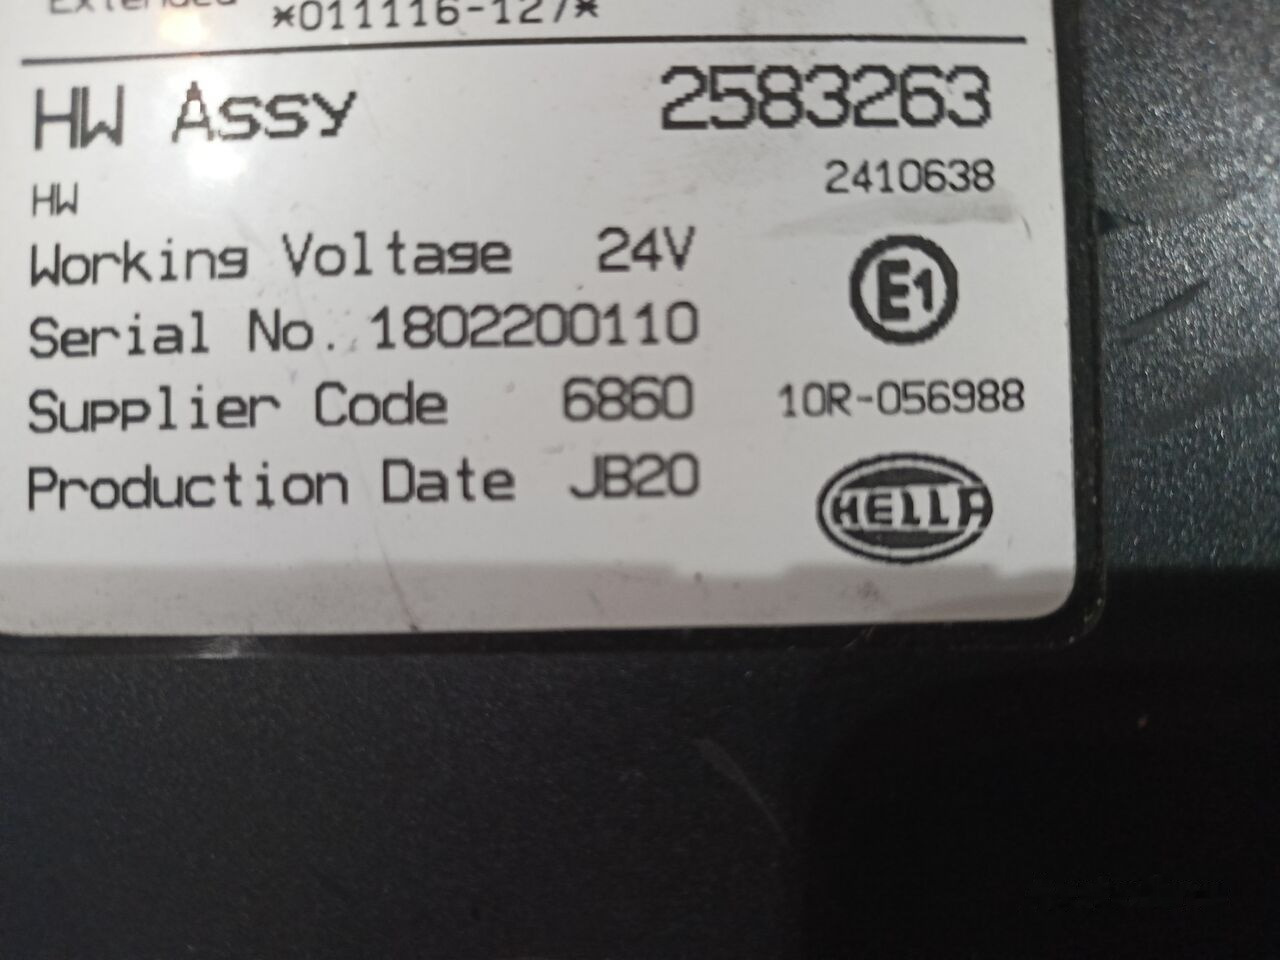 Extended *011116-127*
HW Assy 2583263
HW 2410638
Working Voltage 24V
E1
Serial No. 1802200110
Supplier Code 6860 10R-056988
Production Date JB20
HELLA